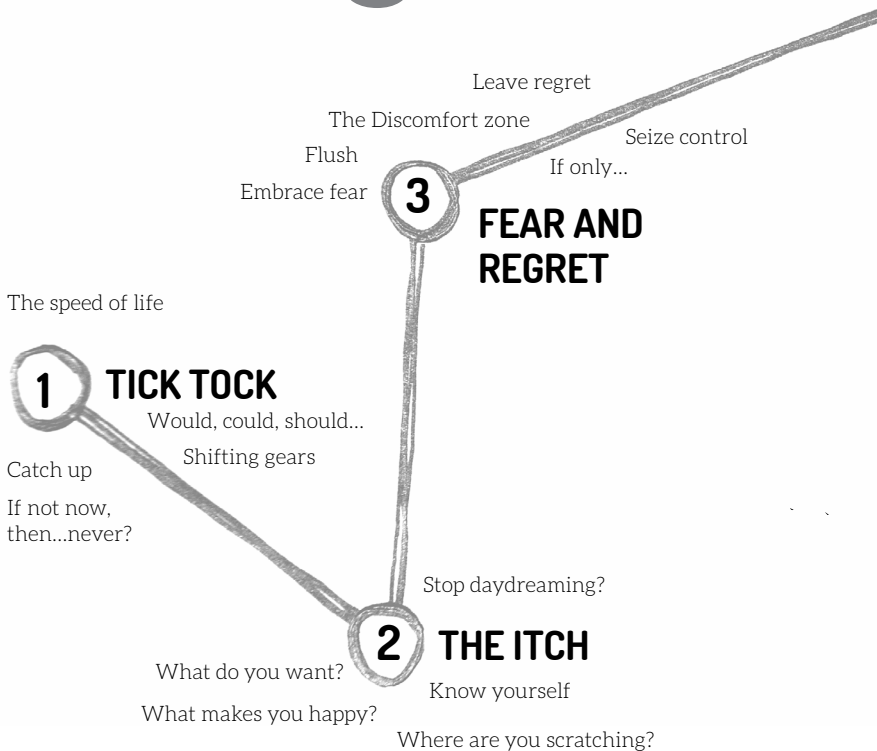 Leave regret
The Discomfort zone
Seize control
Flush
If only...
Embrace fear
3
FEAR AND
REGRET
The speed of life
1
TICK TOCK
Would, could, should...
Shifting gears
Catch up
If not now,
then...never?
Stop daydreaming?
2
THE ITCH
What do you want?
Know yourself
What makes you happy?
Where are you scratching?